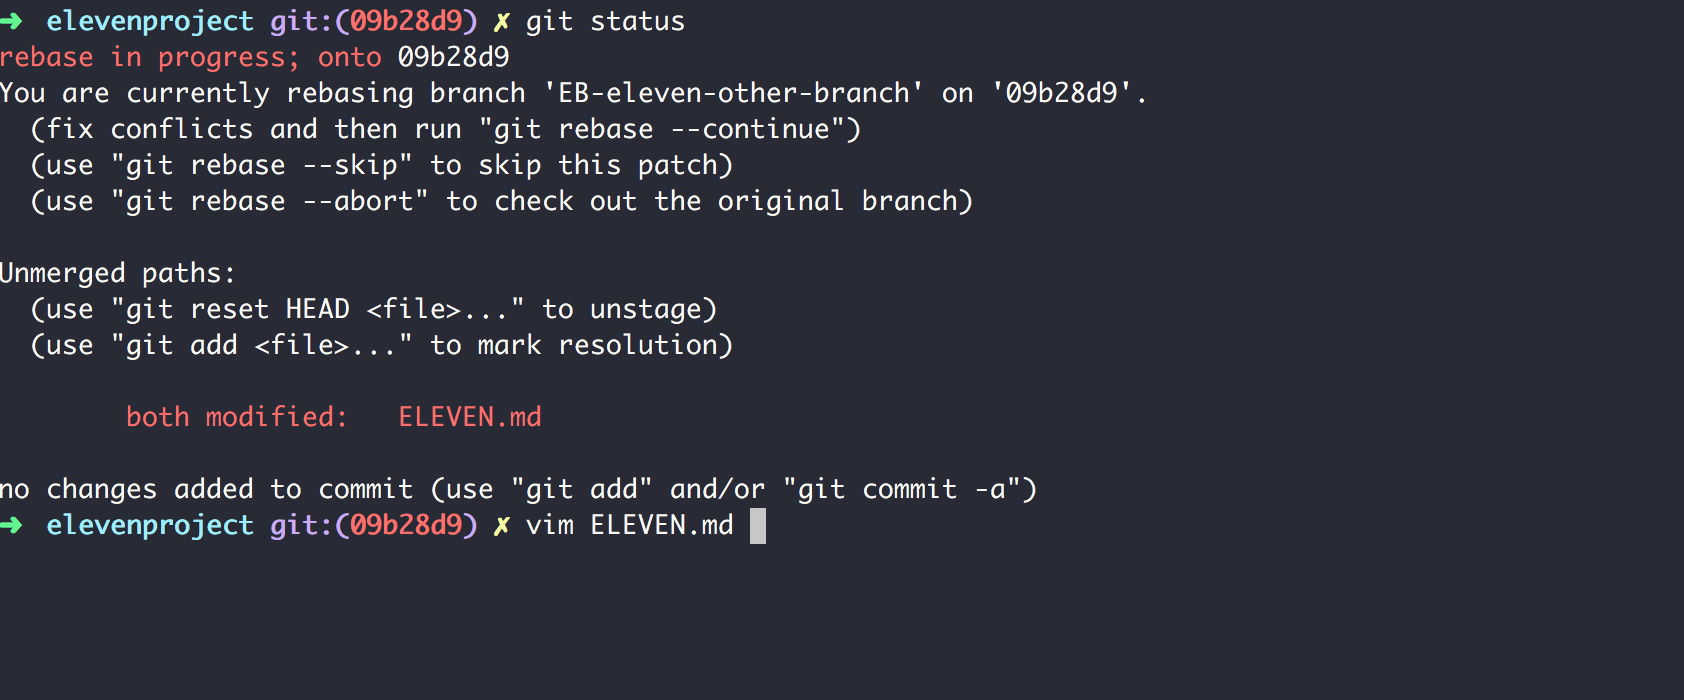 ➜ elevenproject git:(09b28d9) ✗ git status
rebase in progress; onto 09b28d9
You are currently rebasing branch 'EB-eleven-other-branch' on '09b28d9'.
  (fix conflicts and then run "git rebase --continue")
  (use "git rebase --skip" to skip this patch)
  (use "git rebase --abort" to check out the original branch)

Unmerged paths:
  (use "git reset HEAD <file>..." to unstage)
  (use "git add <file>..." to mark resolution)

        both modified:   ELEVEN.md

no changes added to commit (use "git add" and/or "git commit -a")
➜ elevenproject git:(09b28d9) ✗ vim ELEVEN.md